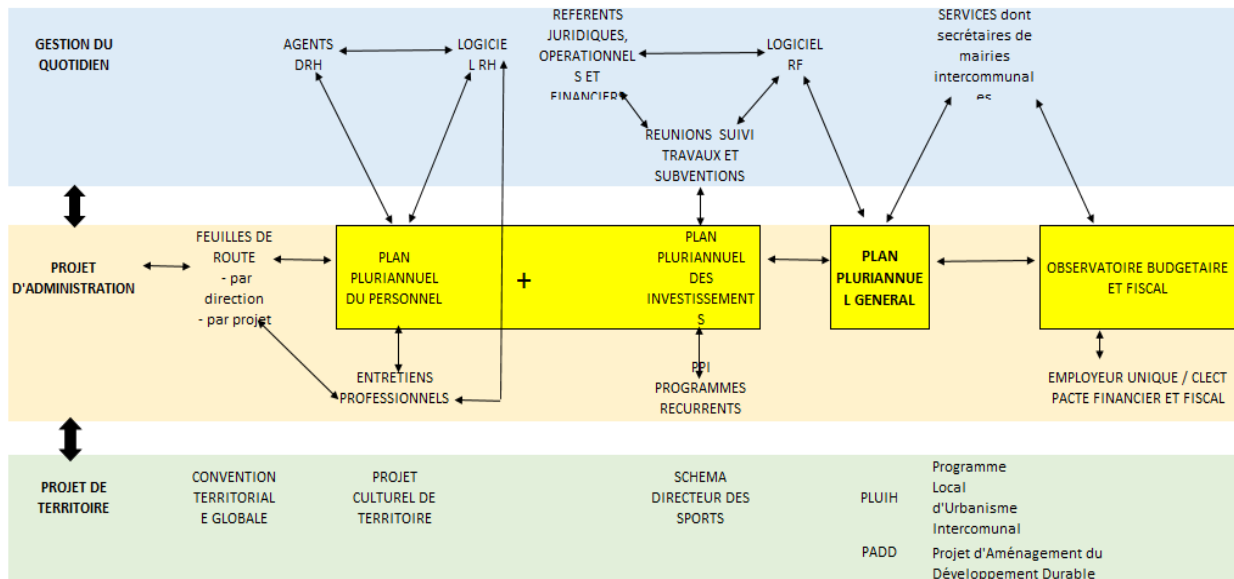 GESTION DU
QUOTIDIEN
AGENTS
DRH
LOGICIE
L RH
REFERENTS
JURIDIQUES,
OPERATIONNEL
S ET
FINANCIERS
LOGICIEL
RF
SERVICES dont
secrétaires de
mairies
intercommunal
es
REUNIONS SUIVI
TRAVAUX ET
SUBVENTIONS
PROJET
D'ADMINISTRATION
FEUILLES DE
ROUTE
- par
direction
- par projet
PLAN
PLURIANNUEL
DU PERSONNEL
+
PLAN
PLURIANNUEL
DES
INVESTISSEMENT
S
PLAN
PLURIANNUE
L GENERAL
OBSERVATOIRE BUDGETAIRE
ET FISCAL
ENTRETIENS
PROFESSIONNELS
PPI
PROGRAMMES
RECURRENTS
EMPLOYEUR UNIQUE / CLECT
PACTE FINANCIER ET FISCAL
PROJET DE
TERRITOIRE
CONVENTION
TERRITORIAL
E GLOBALE
PROJET
CULTUREL DE
TERRITOIRE
SCHEMA
DIRECTEUR DES
SPORTS
PLUIH
Programme
Local
d'Urbanisme
Intercomunal
PADD
Projet d'Aménagement du
Développement Durable